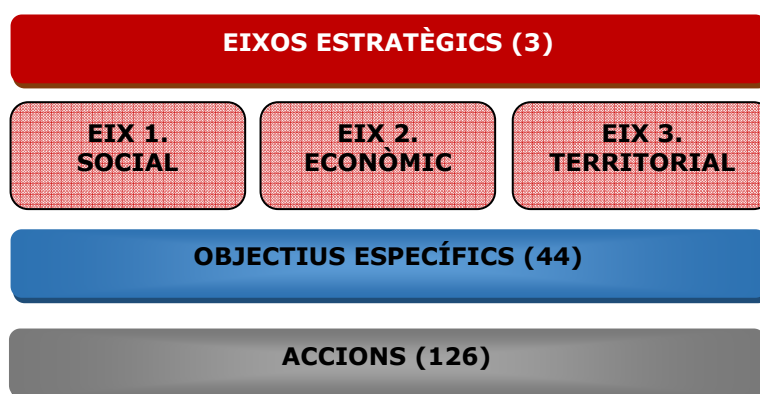 EIXOS ESTRATÈGICS (3)
EIX 1.
SOCIAL
EIX 2.
ECONÒMIC
EIX 3.
TERRITORIAL
OBJECTIUS ESPECÍFICS (44)
ACCIONS (126)